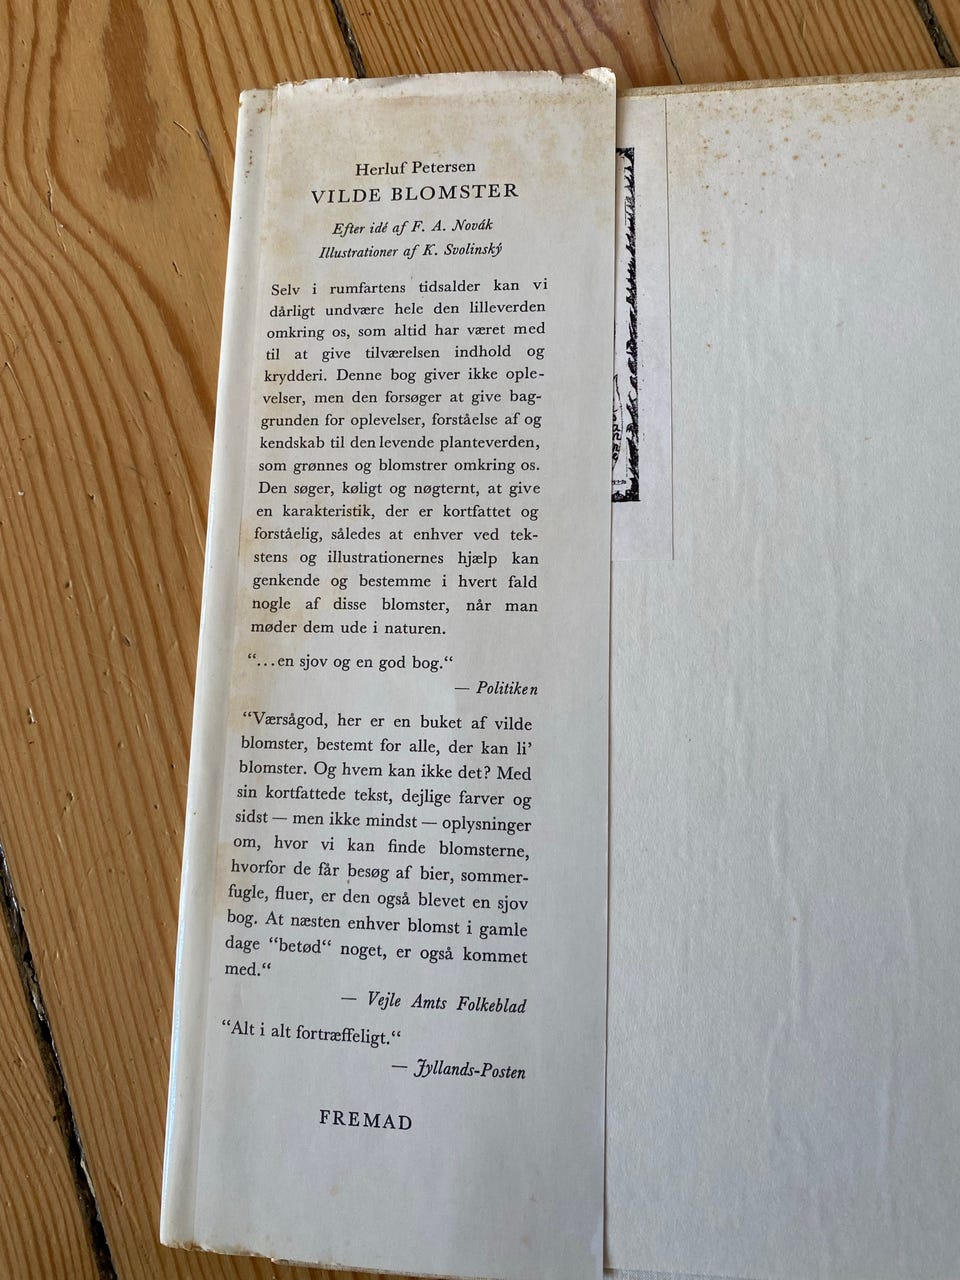 Herluf Petersen
VILDE BLOMSTER
Efter idé af F. A. Novák
Illustrationer af K. Svolinský
Selv i rumfartens tidsalder kan vi
dårligt undvære hele den lilleverden
omkring os, som altid har været med
til at give tilværelsen indhold og
krydderi. Denne bog giver ikke ople-
velser, men den forsøger at give bag-
grunden for oplevelser, forståelse af og
kendskab til den levende planteverden,
som grønnes og blomstrer omkring os.
Den søger, køligt og nøgternt, at give
en karakteristik, der er kortfattet og
forståelig, således at enhver ved tek-
stens og illustrationernes hjælp kan
genkende og bestemme i hvert fald
nogle af disse blomster, når man
møder dem ude i naturen.
“...en sjov og en god bog.“
— Politiken
“Værsågod, her er en buket af vilde
blomster, bestemt for alle, der kan li’
blomster. Og hvem kan ikke det? Med
sin kortfattede tekst, dejlige farver og
sidst — men ikke mindst — oplysninger
om, hvor vi kan finde blomsterne,
hvorfor de får besøg af bier, sommer-
fugle, fluer, er den også blevet en sjov
bog. At næsten enhver blomst i gamle
dage “betød“ noget, er også kommet
med.“
— Vejle Amts Folkeblad
“Alt i alt fortræffeligt.“
— Jyllands-Posten
FREMAD